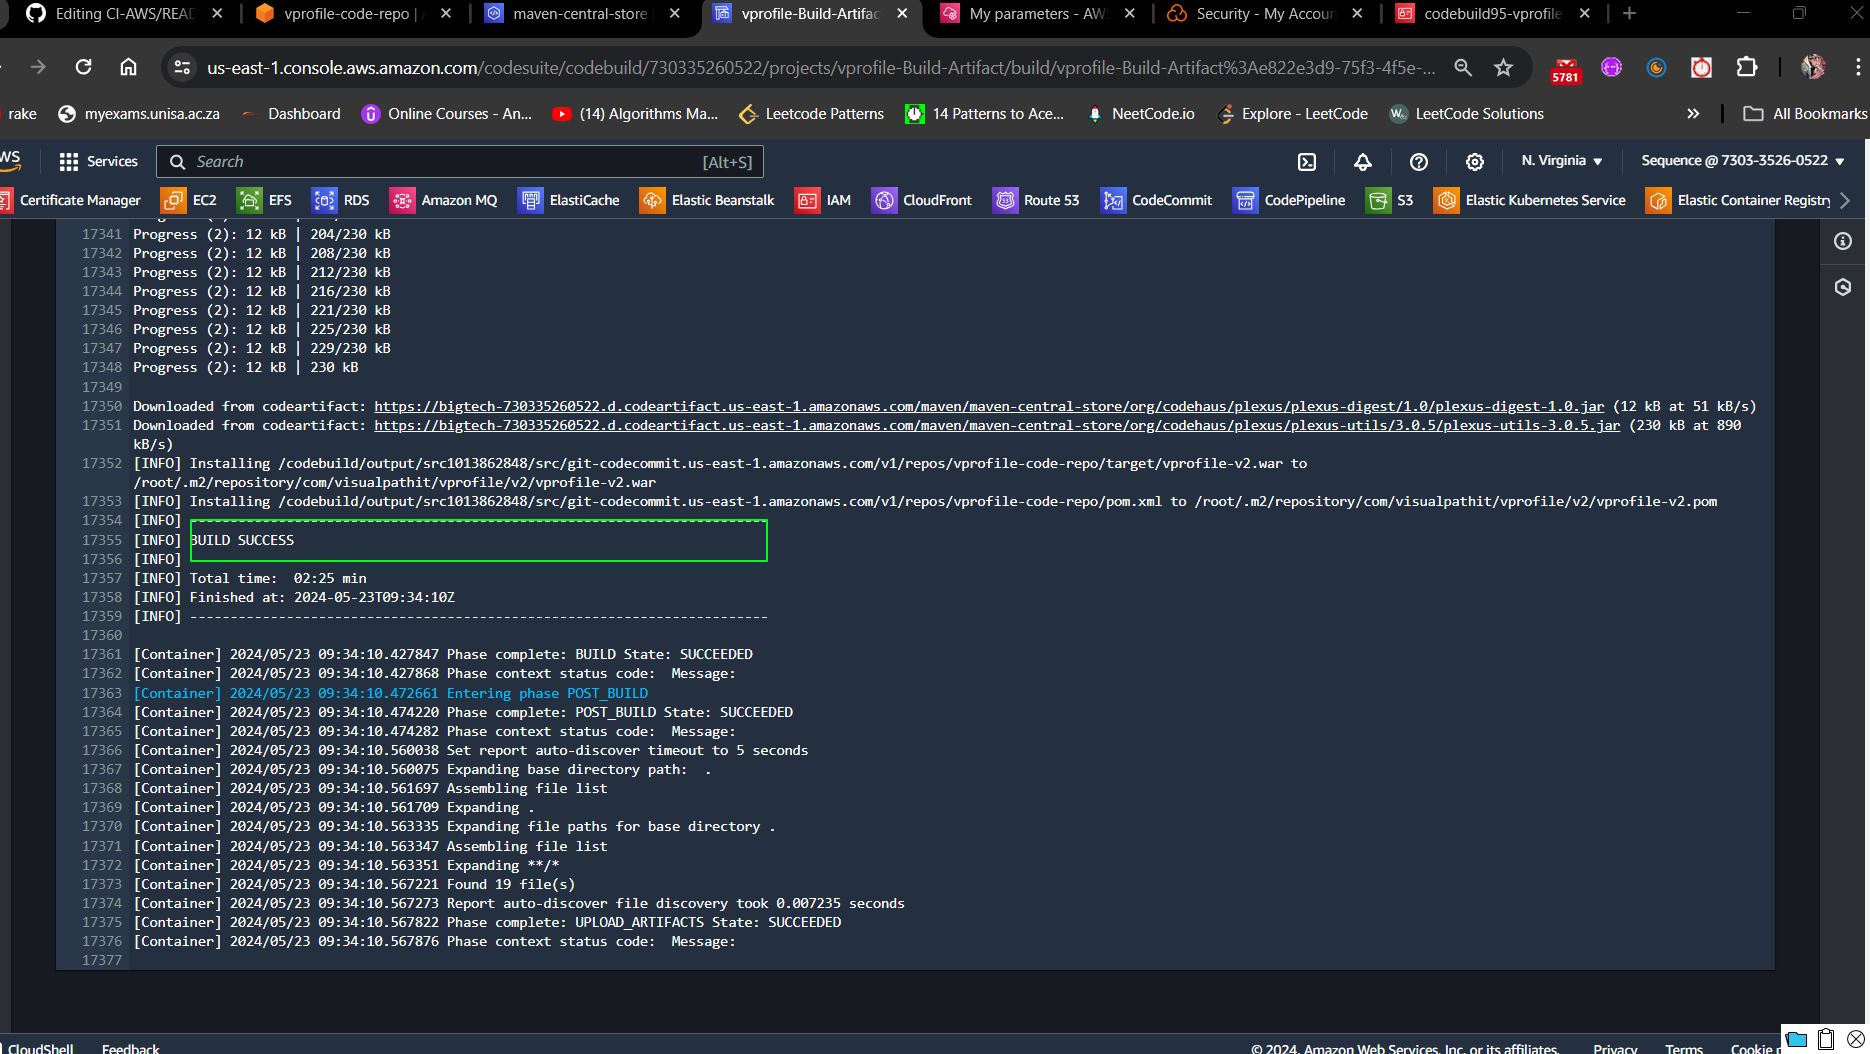 Editing CI-AWS/READ
vprofile-code-repo | A
maven-central-store
vprofile-Build-Artifac
My parameters - AWS
Security - My Accoun
codebuild95-vprofile
us-east-1.console.aws.amazon.com/codesuite/codebuild/730335260522/projects/vprofile-Build-Artifact/build/vprofile-Build-Artifact%3Ae822e3d9-75f3-4f5e-...
5781
rake
myexams.unisa.ac.za
Dashboard
Online Courses - An...
(14) Algorithms Ma...
Leetcode Patterns
14 Patterns to Ace...
NeetCode.io
Explore - LeetCode
LeetCode Solutions
All Bookmarks
Services
Search
[Alt+S]
N. Virginia
Sequence @ 7303-3526-0522
Certificate Manager
EC2
EFS
RDS
Amazon MQ
ElastiCache
Elastic Beanstalk
IAM
CloudFront
Route 53
CodeCommit
CodePipeline
S3
Elastic Kubernetes Service
Elastic Container Registry
17341 Progress (2): 12 kB | 204/230 kB
17342 Progress (2): 12 kB | 208/230 kB
17343 Progress (2): 12 kB | 212/230 kB
17344 Progress (2): 12 kB | 216/230 kB
17345 Progress (2): 12 kB | 221/230 kB
17346 Progress (2): 12 kB | 225/230 kB
17347 Progress (2): 12 kB | 229/230 kB
17348 Progress (2): 12 kB | 230 kB
17349
17350 Downloaded from codeartifact: https://bigtech-730335260522.d.codeartifact.us-east-1.amazonaws.com/maven/maven-central-store/org/codehaus/plexus/plexus-digest/1.0/plexus-digest-1.0.jar (12 kB at 51 kB/s)
17351 Downloaded from codeartifact: https://bigtech-730335260522.d.codeartifact.us-east-1.amazonaws.com/maven/maven-central-store/org/codehaus/plexus/plexus-utils/3.0.5/plexus-utils-3.0.5.jar (230 kB at 890
kB/s)
17352 [INFO] Installing /codebuild/output/src1013862848/src/git-codecommit.us-east-1.amazonaws.com/v1/repos/vprofile-code-repo/target/vprofile-v2.war to
/root/.m2/repository/com/visualpathit/vprofile/v2/vprofile-v2.war
17353 [INFO] Installing /codebuild/output/src1013862848/src/git-codecommit.us-east-1.amazonaws.com/v1/repos/vprofile-code-repo/pom.xml to /root/.m2/repository/com/visualpathit/vprofile/v2/vprofile-v2.pom
17354 [INFO] ------------------------------------------------------------------------
17355 [INFO] BUILD SUCCESS
17356 [INFO]
17357 [INFO] Total time:  02:25 min
17358 [INFO] Finished at: 2024-05-23T09:34:10Z
17359 [INFO] ------------------------------------------------------------------------
17360
17361 [Container] 2024/05/23 09:34:10.427847 Phase complete: BUILD State: SUCCEEDED
17362 [Container] 2024/05/23 09:34:10.427868 Phase context status code:  Message:
17363 [Container] 2024/05/23 09:34:10.472661 Entering phase POST_BUILD
17364 [Container] 2024/05/23 09:34:10.474220 Phase complete: POST_BUILD State: SUCCEEDED
17365 [Container] 2024/05/23 09:34:10.474282 Phase context status code:  Message:
17366 [Container] 2024/05/23 09:34:10.560038 Set report auto-discover timeout to 5 seconds
17367 [Container] 2024/05/23 09:34:10.560075 Expanding base directory path:  .
17368 [Container] 2024/05/23 09:34:10.561697 Assembling file list
17369 [Container] 2024/05/23 09:34:10.561709 Expanding .
17370 [Container] 2024/05/23 09:34:10.563335 Expanding file paths for base directory .
17371 [Container] 2024/05/23 09:34:10.563347 Assembling file list
17372 [Container] 2024/05/23 09:34:10.563351 Expanding **/*
17373 [Container] 2024/05/23 09:34:10.567221 Found 19 file(s)
17374 [Container] 2024/05/23 09:34:10.567273 Report auto-discover file discovery took 0.007235 seconds
17375 [Container] 2024/05/23 09:34:10.567822 Phase complete: UPLOAD_ARTIFACTS State: SUCCEEDED
17376 [Container] 2024/05/23 09:34:10.567876 Phase context status code:  Message:
17377
CloudShell
Feedback
© 2024, Amazon Web Services, Inc. or its affiliates.
Privacy
Terms
Cookie